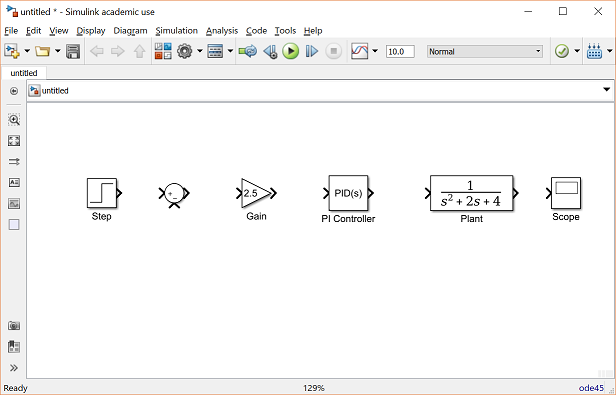 untitled * - Simulink academic use
File Edit View Display Diagram Simulation Analysis Code Tools Help
10.0 Normal
untitled
untitled
+
−
2.5
PID(s)
1
s² + 2s + 4
Step Gain PI Controller Plant Scope
Ready 129% ode45